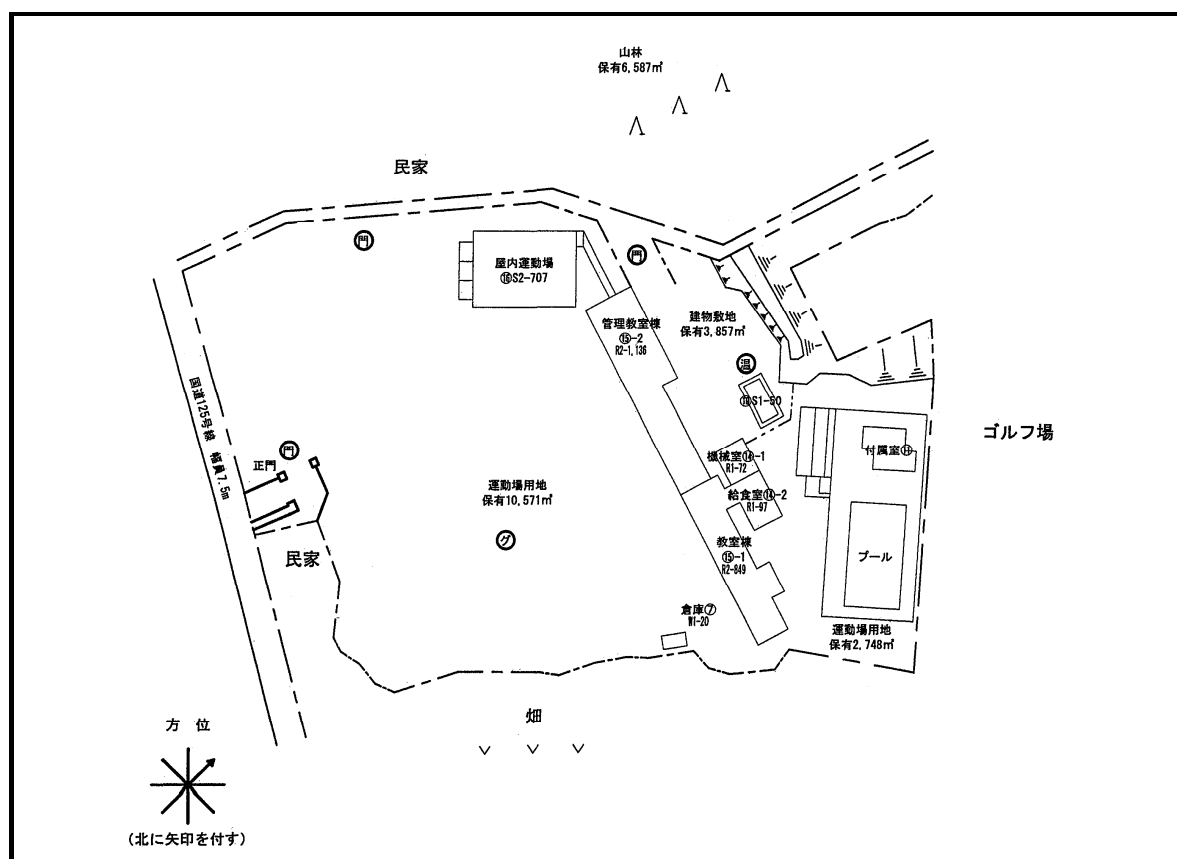 山林
保有6,587㎡
民家
門
門
屋内運動場
⑯S2-707
管理教室棟
⑮-2
R2-1,136
建物敷地
保有3,857㎡
温
S1-50
国道125号線 幅員7.5m
正門
門
ゴルフ場
付属室
機械室⑭-1
R1-72
運動場用地
保有10,571㎡
給食室⑭-2
R1-97
グ
教室棟
⑮-1
R2-849
プール
民家
倉庫⑦
W1-20
運動場用地
保有2,748㎡
畑
方 位
(北に矢印を付す)